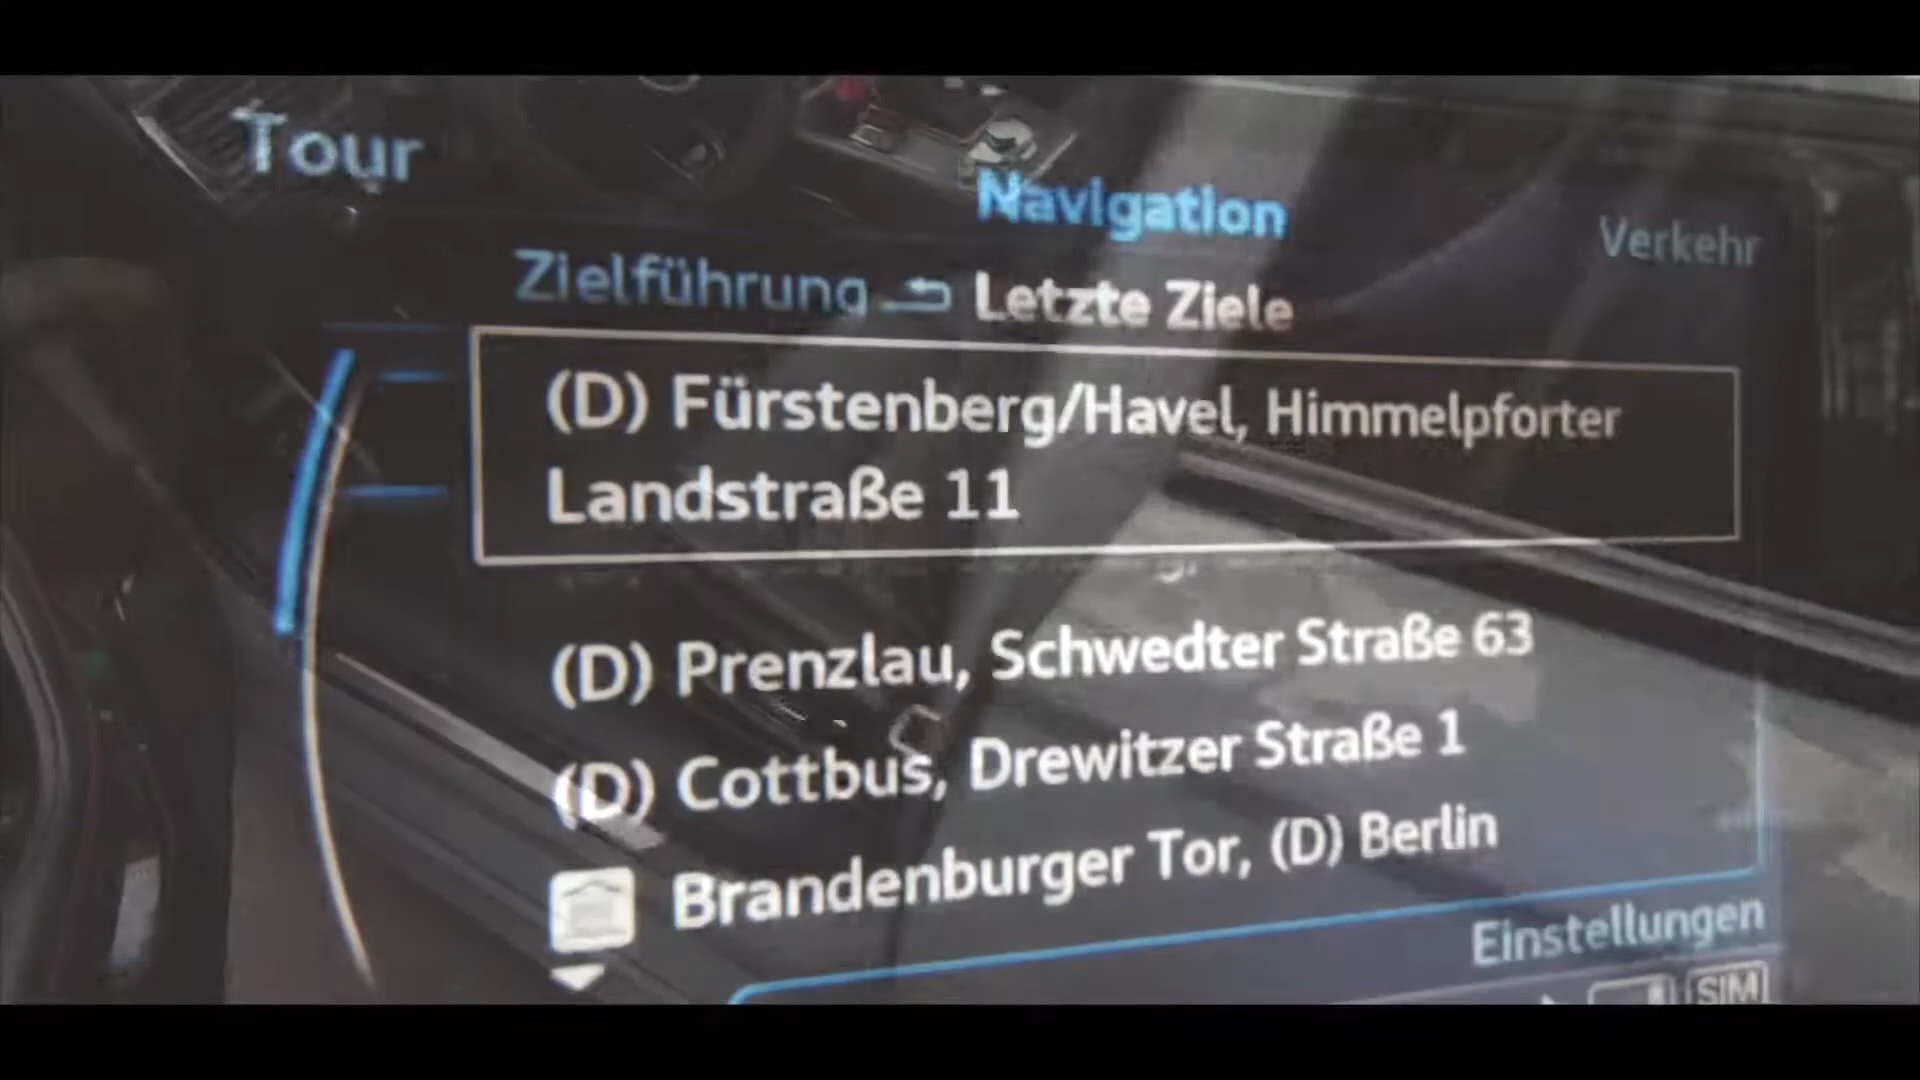 Tour
Navigation
Verkehr
Zielführung
Letzte Ziele
(D) Fürstenberg/Havel, Himmelpforter
Landstraße 11
(D) Prenzlau, Schwedter Straße 63
(D) Cottbus, Drewitzer Straße 1
Brandenburger Tor, (D) Berlin
Einstellungen
SIM